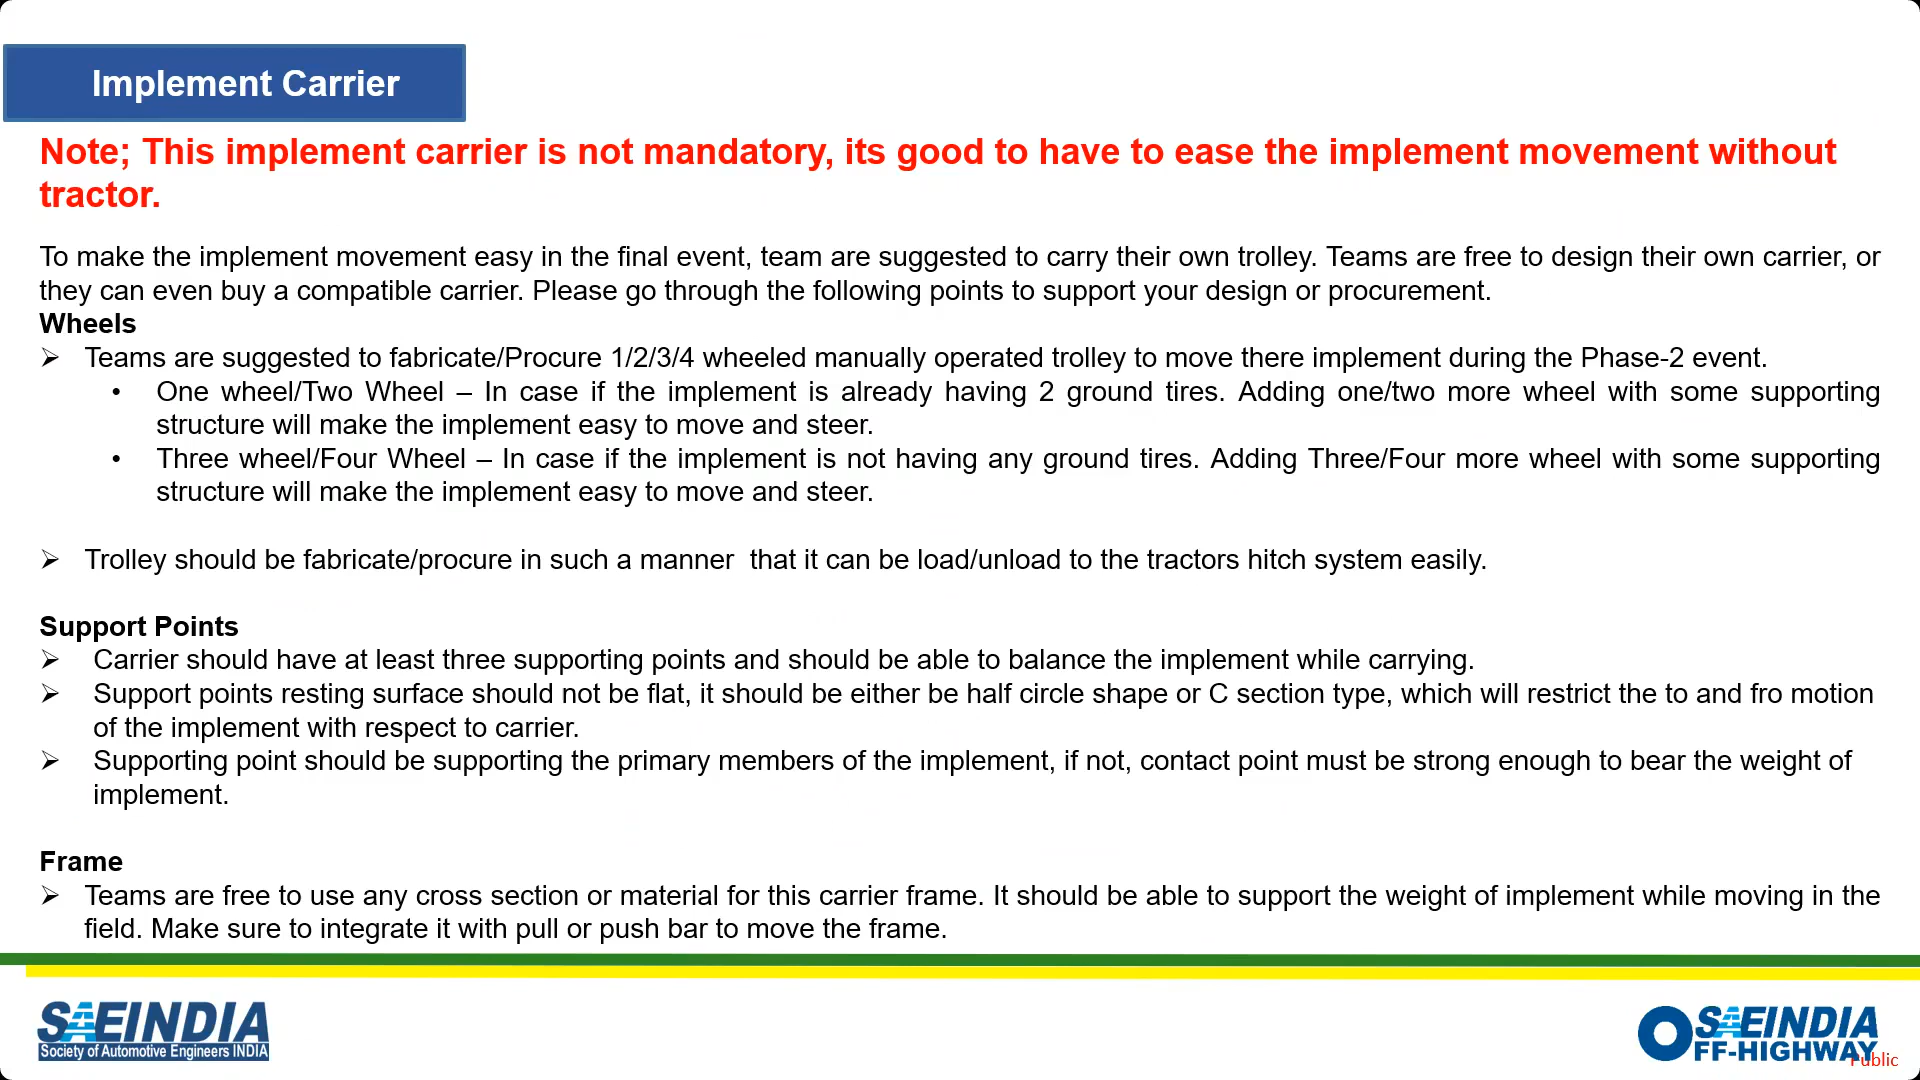 Implement Carrier
Note; This implement carrier is not mandatory, its good to have to ease the implement movement without
tractor.
To make the implement movement easy in the final event, team are suggested to carry their own trolley. Teams are free to design their own carrier, or
they can even buy a compatible carrier. Please go through the following points to support your design or procurement.
Wheels
➢ Teams are suggested to fabricate/Procure 1/2/3/4 wheeled manually operated trolley to move there implement during the Phase-2 event.
• One wheel/Two Wheel – In case if the implement is already having 2 ground tires. Adding one/two more wheel with some supporting
structure will make the implement easy to move and steer.
• Three wheel/Four Wheel – In case if the implement is not having any ground tires. Adding Three/Four more wheel with some supporting
structure will make the implement easy to move and steer.
➢ Trolley should be fabricate/procure in such a manner  that it can be load/unload to the tractors hitch system easily.
Support Points
➢ Carrier should have at least three supporting points and should be able to balance the implement while carrying.
➢ Support points resting surface should not be flat, it should be either be half circle shape or C section type, which will restrict the to and fro motion
of the implement with respect to carrier.
➢ Supporting point should be supporting the primary members of the implement, if not, contact point must be strong enough to bear the weight of
implement.
Frame
➢ Teams are free to use any cross section or material for this carrier frame. It should be able to support the weight of implement while moving in the
field. Make sure to integrate it with pull or push bar to move the frame.
SAEINDIA
Society of Automotive Engineers INDIA
SAEINDIA
OFF-HIGHWAY
Public